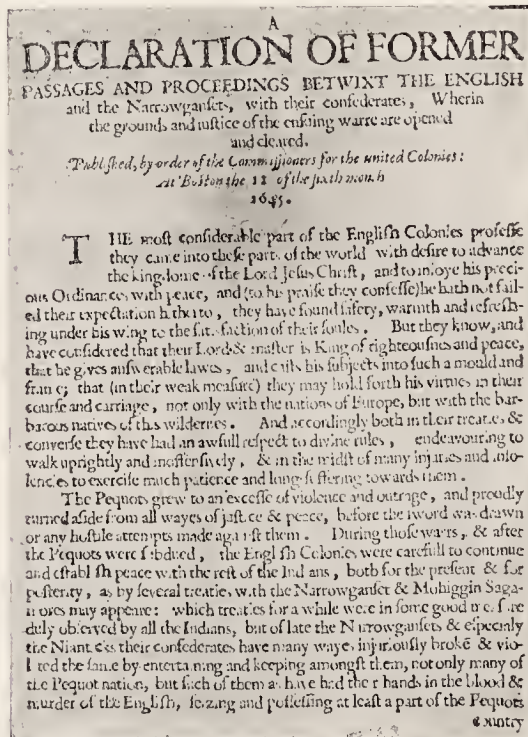 A
DECLARATION OF FORMER
PASSAGES AND PROCEEDINGS BETWIXT THE ENGLISH
and the Narrowgansets, with their confederates, Wherin
the grounds and iustice of the ensuing warre are opened
and cleared.
Published, by order of the Commissioners for the united Colonies:
At Boston the 11 of the sixth month
1645.
THE most considerable part of the English Colonies professe
they came into these parts of the world with desire to advance
the kingdome of the Lord Jesus Christ, and to injoye his preci-
ous Ordinances with peace, and (to his praise they confesse) he hath not fail-
ed their expectation hitherto, they have found safety, warmth and refresh-
ing under his wing to the satisfaction of their soules. But they know, and
have considered that their Lord & master is King of righteousnes and peace,
that he gives answerable lawes, and casts his subjects into such a mould and
frame; that (in their weak measure) they may hold forth his virtues in their
course and carriage, not only with the nations of Europe, but with the bar-
barous natives of this wildernes. And accordingly both in their treaties &
converse they have had an awfull respect to divine rules, endeavouring to
walk uprightly and inoffensively, & in the midst of many injuries and inso-
lencies to exercise much patience and long-suffering towards them.
The Pequots grew to an excesse of violence and outrage, and proudly
turned aside from all wayes of justice & peace, before the sword was drawn
or any hostile attempts made against them. During those warrs, & after
the Pequots were subdued, the English Colonies were carefull to continue
and establish peace with the rest of the Indians, both for the present & for
posterity, as by several treaties with the Narrowganset & Mohiggin Saga-
mores may appeare: which treaties for a while were in some good measure
duly observed by all the Indians, but of late the Narrowgansets & especialy
the Niantics their confederates have many wayes injuriously brokē & vio-
lated the same by entertaining and keeping amongst them, not only many of
the Pequot nation, but such of them as have had their hands in the blood &
murder of the English, seizing and possessing at least a part of the Pequots
country